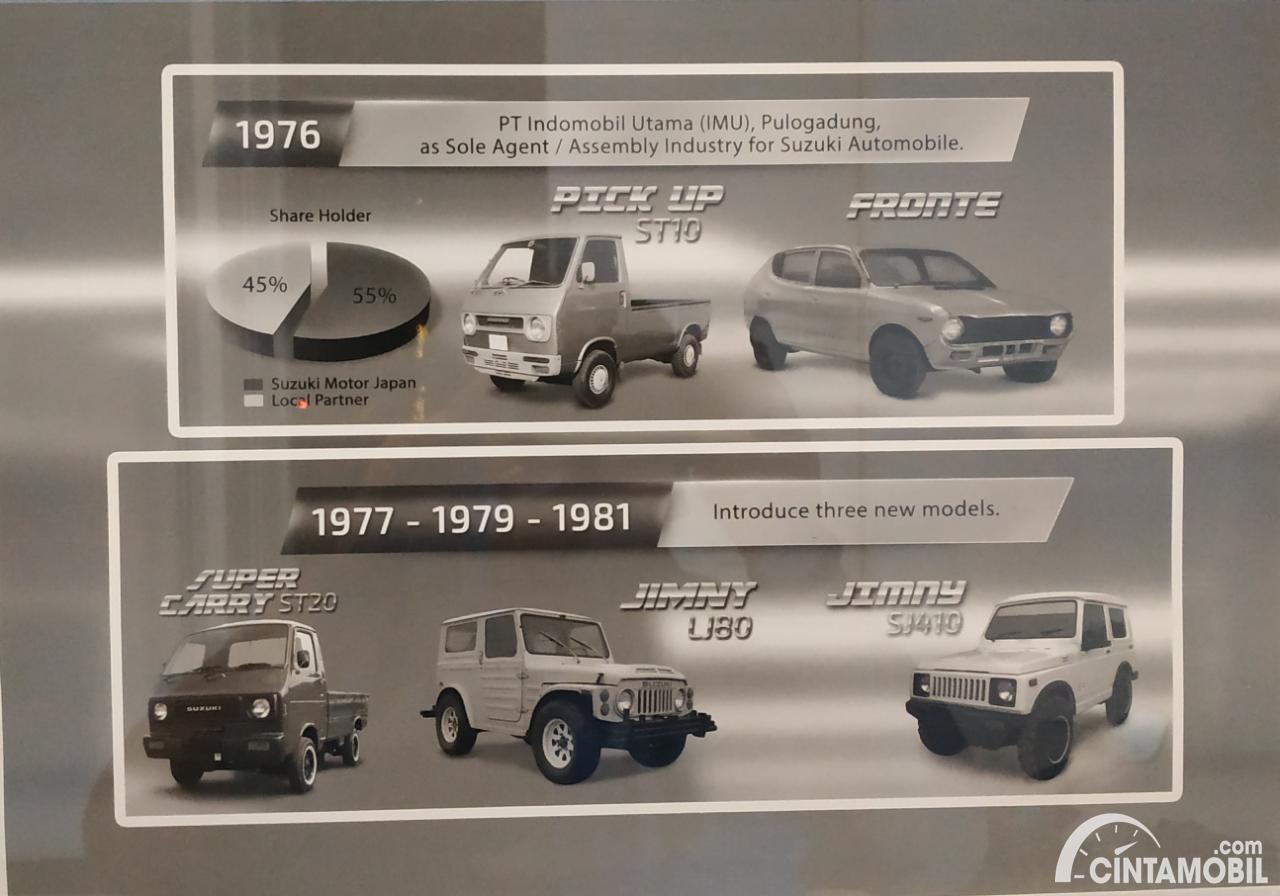 1976
PT Indomobil Utama (IMU), Pulogadung,
as Sole Agent / Assembly Industry for Suzuki Automobile.
Share Holder
45%
55%
Suzuki Motor Japan
Local Partner
PICK UP
ST10
FRONTE
1977 - 1979 - 1981
Introduce three new models.
SUPER
CARRY ST20
SUZUKI
JIMNY
LJ80
SUZUKI
JIMNY
SJ410
.com
CINTAMOBIL